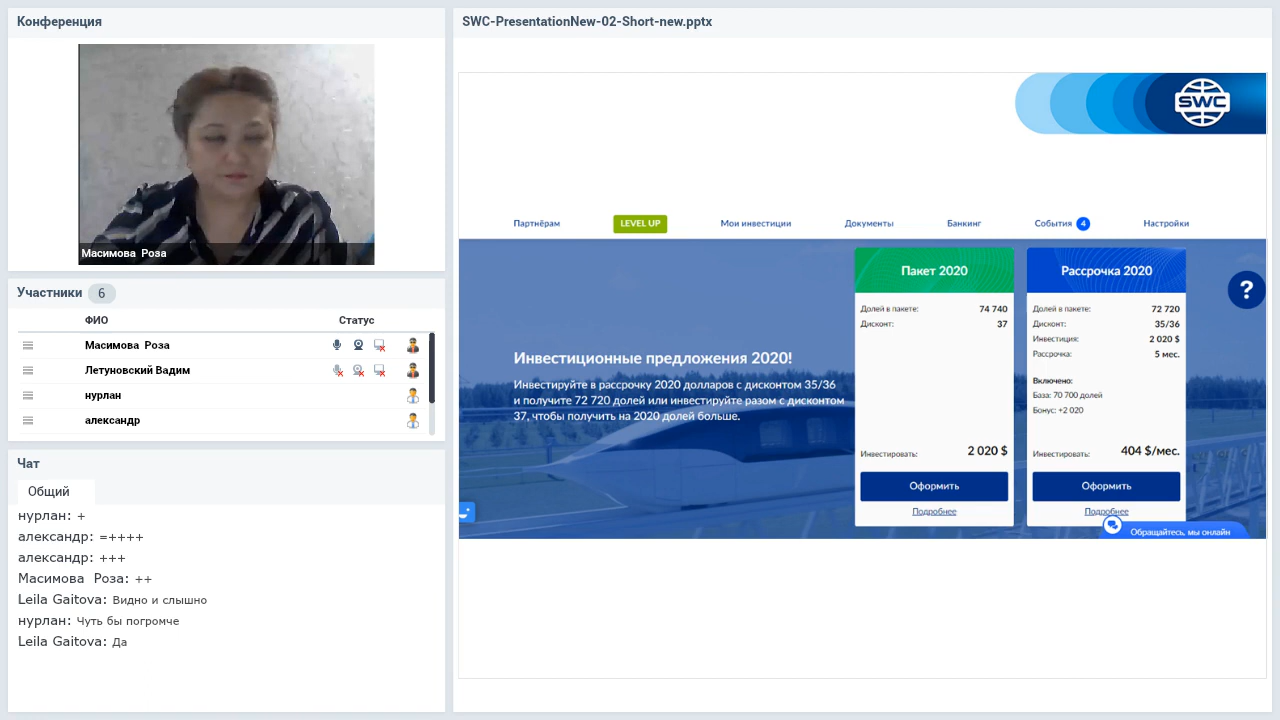 Конференция
Масимова Роза
Участники 6
ФИО Статус
Масимова Роза
Летуновский Вадим
нурлан
александр
Чат
Общий
нурлан: +
александр: =++++
александр: +++
Масимова Роза: ++
Leila Gaitova: Видно и слышно
нурлан: Чуть бы погромче
Leila Gaitova: Да
SWC-PresentationNew-02-Short-new.pptx
SWC
Партнёрам LEVEL UP Мои инвестиции Документы Банкинг События 4 Настройки
Инвестиционные предложения 2020!
Инвестируйте в рассрочку 2020 долларов с дисконтом 35/36
и получите 72 720 долей или инвестируйте разом с дисконтом
37, чтобы получить на 2020 долей больше.
Пакет 2020
Долей в пакете: 74 740
Дисконт: 37
Инвестировать: 2 020 $
Оформить
Подробнее
Рассрочка 2020
Долей в пакете: 72 720
Дисконт: 35/36
Инвестиция: 2 020 $
Рассрочка: 5 мес.
Включено:
База: 70 700 долей
Бонус: +2 020
Инвестировать: 404 $/мес.
Оформить
Подробнее
?
Обращайтесь, мы онлайн